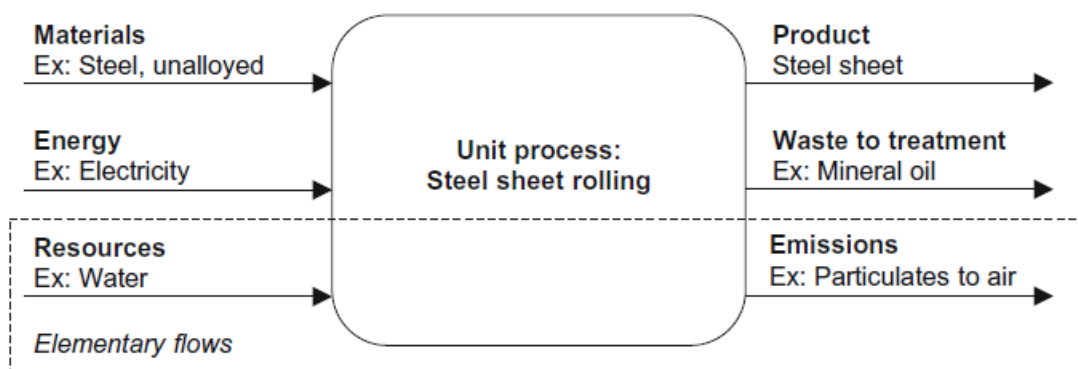 Materials
Ex: Steel, unalloyed
Energy
Ex: Electricity
Resources
Ex: Water
Elementary flows
Unit process:
Steel sheet rolling
Product
Steel sheet
Waste to treatment
Ex: Mineral oil
Emissions
Ex: Particulates to air